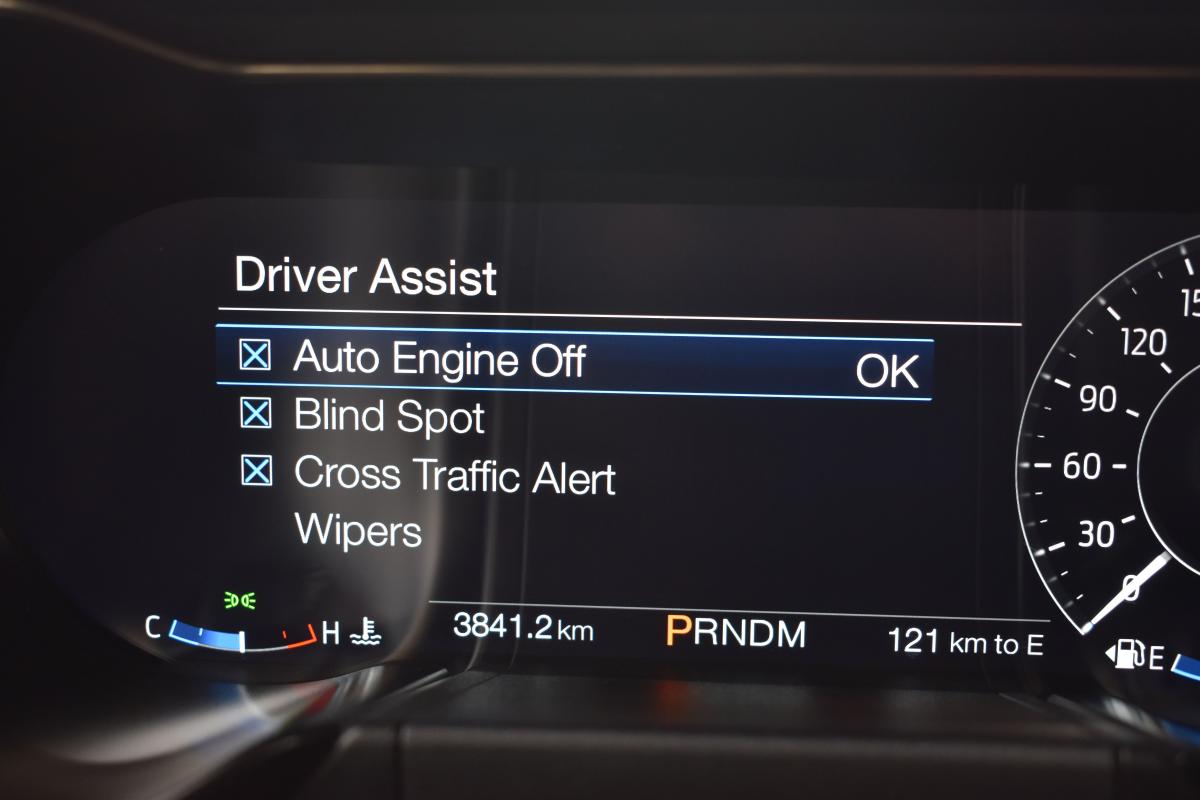 Driver Assist
Auto Engine Off OK
Blind Spot
Cross Traffic Alert
Wipers
C H
3841.2 km PRNDM 121 km to E
E
120
90
60
30
0